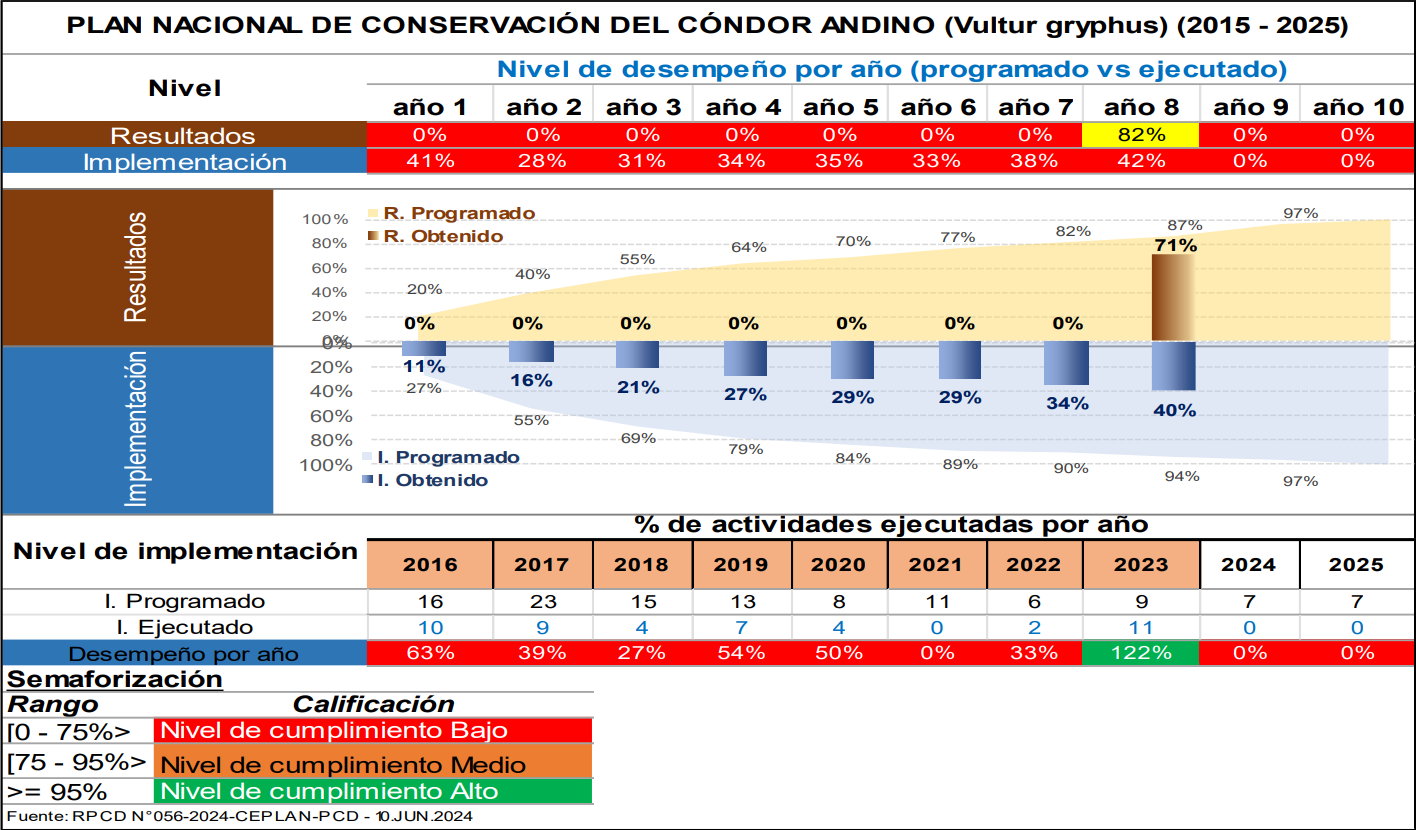 PLAN NACIONAL DE CONSERVACIÓN DEL CÓNDOR ANDINO (Vultur gryphus) (2015 - 2025)
Nivel
Nivel de desempeño por año (programado vs ejecutado)
año 1 año 2 año 3 año 4 año 5 año 6 año 7 año 8 año 9 año 10
Resultados 0% 0% 0% 0% 0% 0% 0% 82% 0% 0%
Implementación 41% 28% 31% 34% 35% 33% 38% 42% 0% 0%
Resultados
R. Programado
R. Obtenido
100%
80%
60%
40%
20%
0%
20% 40% 55% 64% 70% 77% 82% 87% 97%
0% 0% 0% 0% 0% 0% 0% 71%
Implementación
0%
20%
40%
60%
80%
100%
11% 16% 21% 27% 29% 29% 34% 40%
27% 55% 69% 79% 84% 89% 90% 94% 97%
I. Programado
I. Obtenido
% de actividades ejecutadas por año
Nivel de implementación 2016 2017 2018 2019 2020 2021 2022 2023 2024 2025
I. Programado 16 23 15 13 8 11 6 9 7 7
I. Ejecutado 10 9 4 7 4 0 2 11 0 0
Desempeño por año 63% 39% 27% 54% 50% 0% 33% 122% 0% 0%
Semaforización
Rango Calificación
[0 - 75%> Nivel de cumplimiento Bajo
[75 - 95%> Nivel de cumplimiento Medio
>= 95% Nivel de cumplimiento Alto
Fuente: RPCD N°056-2024-CEPLAN-PCD - 10.JUN.2024